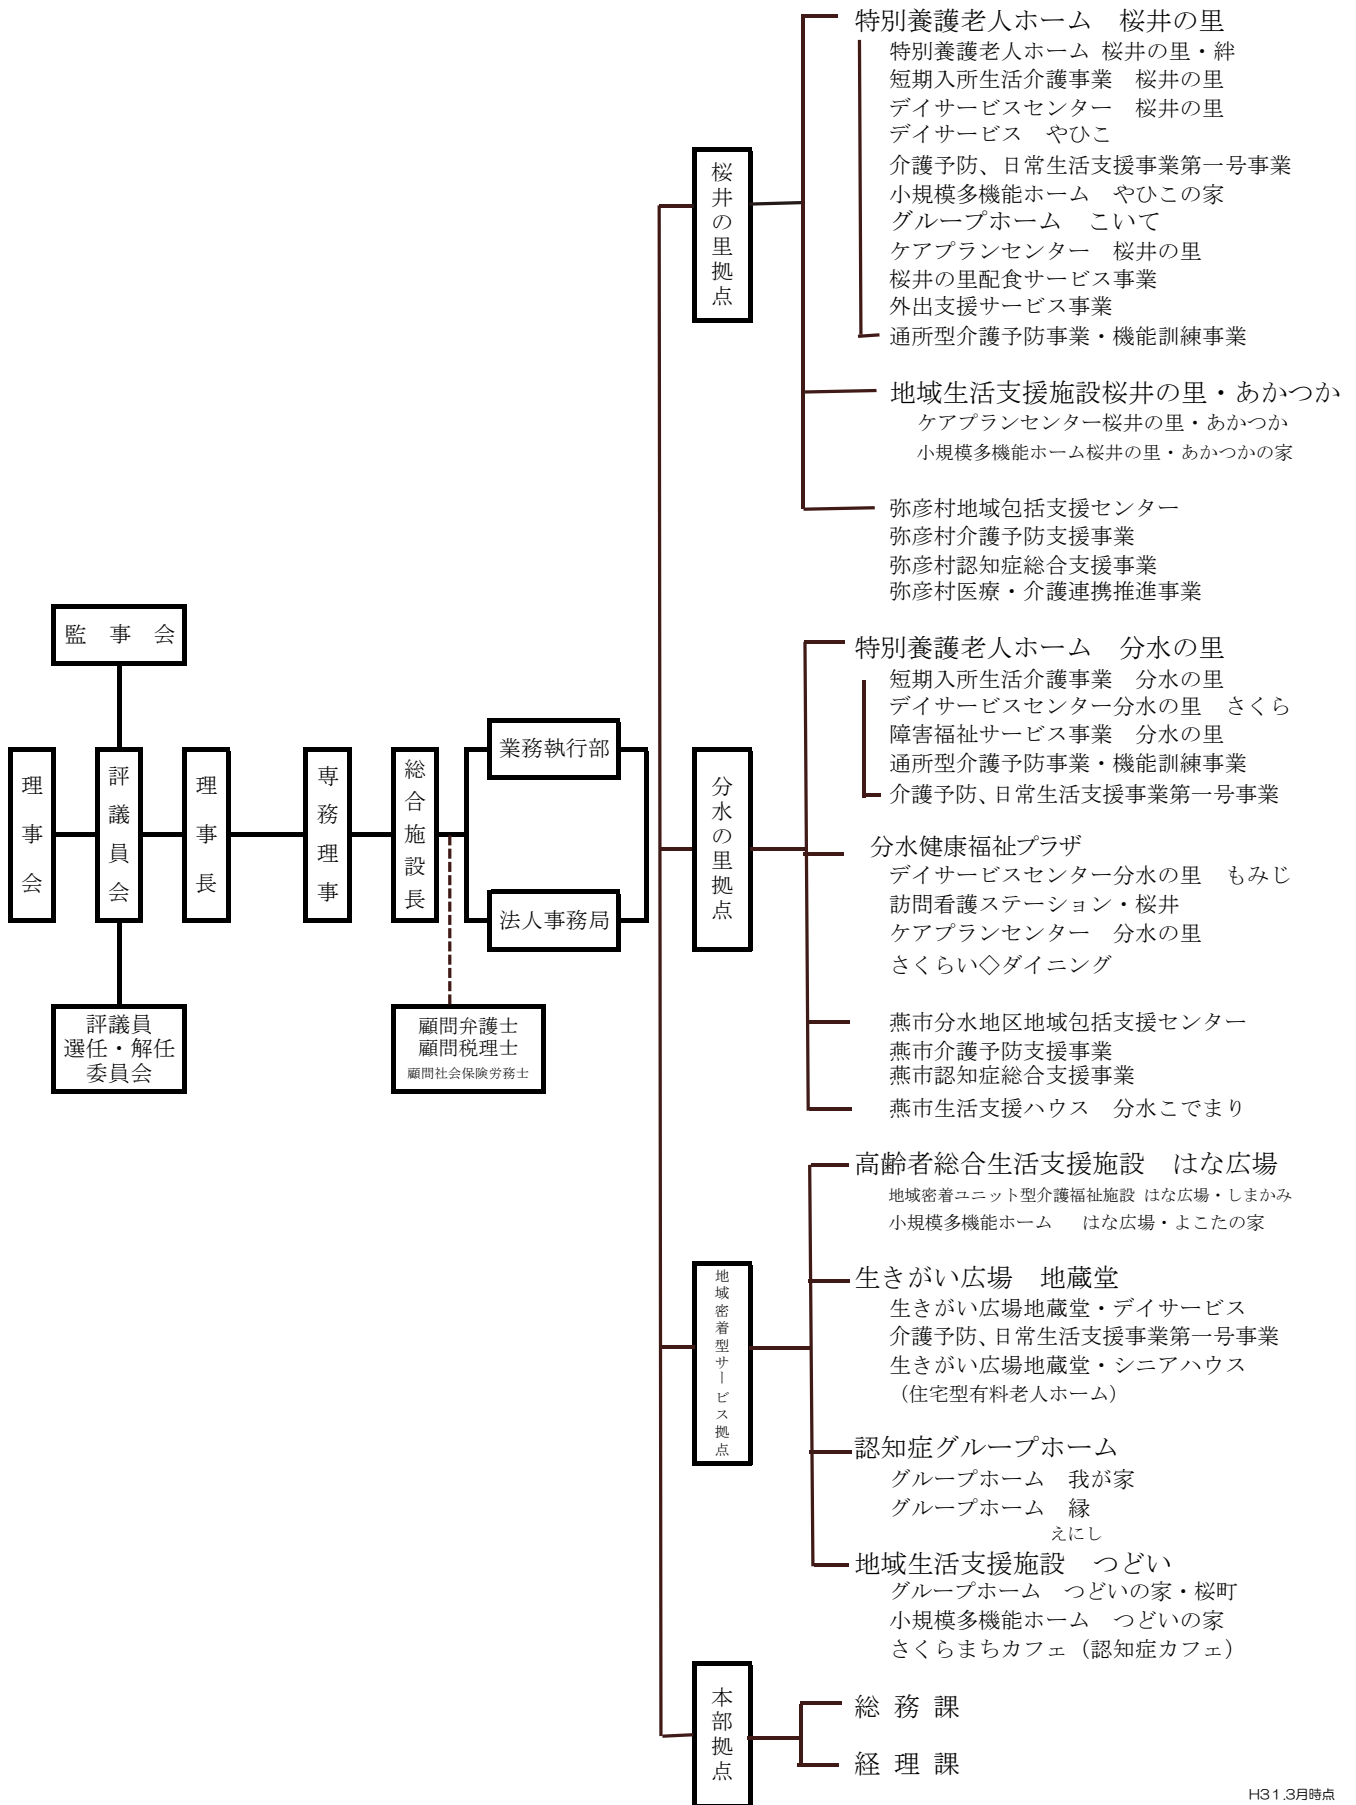 監　事　会
理事会
評議員会
理事長
専務理事
総合施設長
業務執行部
法人事務局
評議員
選任・解任
委員会
顧問弁護士
顧問税理士
顧問社会保険労務士
桜井の里拠点
特別養護老人ホーム　桜井の里
特別養護老人ホーム 桜井の里・絆
短期入所生活介護事業　桜井の里
デイサービスセンター　桜井の里
デイサービス　やひこ
介護予防、日常生活支援事業第一号事業
小規模多機能ホーム　やひこの家
グループホーム　こいて
ケアプランセンター　桜井の里
桜井の里配食サービス事業
外出支援サービス事業
通所型介護予防事業・機能訓練事業
地域生活支援施設桜井の里・あかつか
ケアプランセンター桜井の里・あかつか
小規模多機能ホーム桜井の里・あかつかの家
弥彦村地域包括支援センター
弥彦村介護予防支援事業
弥彦村認知症総合支援事業
弥彦村医療・介護連携推進事業
分水の里拠点
特別養護老人ホーム　分水の里
短期入所生活介護事業　分水の里
デイサービスセンター分水の里　さくら
障害福祉サービス事業　分水の里
通所型介護予防事業・機能訓練事業
介護予防、日常生活支援事業第一号事業
分水健康福祉プラザ
デイサービスセンター分水の里　もみじ
訪問看護ステーション・桜井
ケアプランセンター　分水の里
さくらい◇ダイニング
燕市分水地区地域包括支援センター
燕市介護予防支援事業
燕市認知症総合支援事業
燕市生活支援ハウス　分水こでまり
地域密着型サービス拠点
高齢者総合生活支援施設　はな広場
地域密着ユニット型介護福祉施設 はな広場・しまかみ
小規模多機能ホーム　はな広場・よこたの家
生きがい広場　地蔵堂
生きがい広場地蔵堂・デイサービス
介護予防、日常生活支援事業第一号事業
生きがい広場地蔵堂・シニアハウス
（住宅型有料老人ホーム）
認知症グループホーム
グループホーム　我が家
グループホーム　縁
えにし
地域生活支援施設　つどい
グループホーム　つどいの家・桜町
小規模多機能ホーム　つどいの家
さくらまちカフェ（認知症カフェ）
本部拠点
総 務 課
経 理 課
H31.3月時点